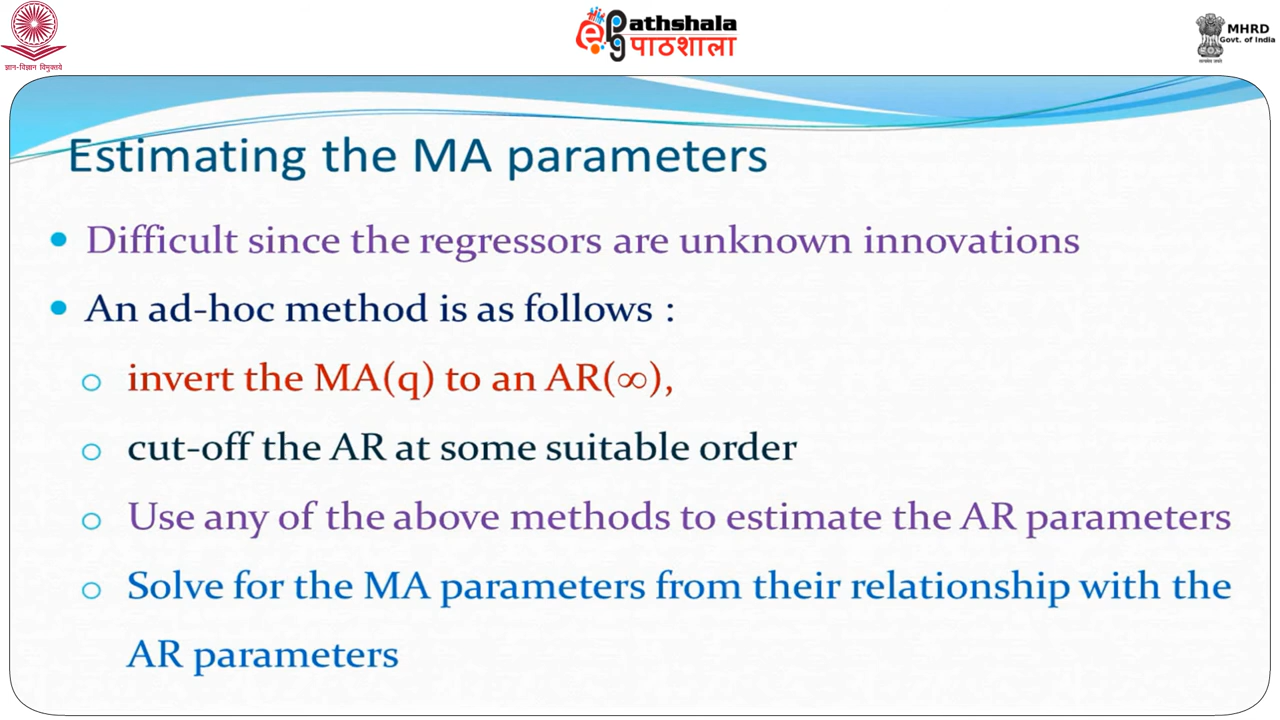 ज्ञान-विज्ञान विमुक्तये
ePathshala
पाठशाला
MHRD
Govt. of India
Estimating the MA parameters
• Difficult since the regressors are unknown innovations
• An ad-hoc method is as follows :
o invert the MA(q) to an AR(∞),
o cut-off the AR at some suitable order
o Use any of the above methods to estimate the AR parameters
o Solve for the MA parameters from their relationship with the
AR parameters